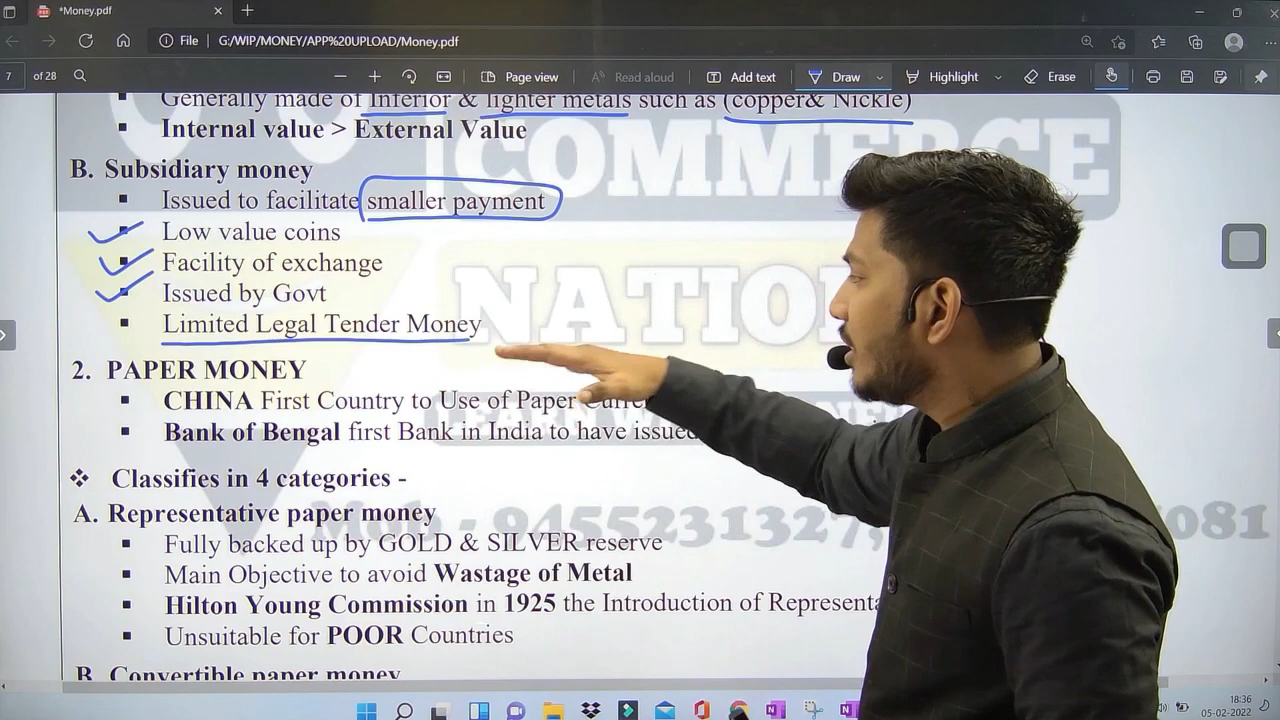 *Money.pdf
File G:/WIP/MONEY/APP%20UPLOAD/Money.pdf
7 of 28 Page view Read aloud Add text Draw Highlight Erase
Generally made of Inferior & lighter metals such as (copper& Nickle)
Internal value > External Value
B. Subsidiary money
Issued to facilitate smaller payment
Low value coins
Facility of exchange
Issued by Govt
Limited Legal Tender Money
2. PAPER MONEY
CHINA First Country to Use of Paper
Bank of Bengal first Bank in India to have issued
Classifies in 4 categories -
A. Representative paper money
Fully backed up by GOLD & SILVER reserve
Main Objective to avoid Wastage of Metal
Hilton Young Commission in 1925 the Introduction of
Unsuitable for POOR Countries
B. Convertible paper money
COMMERCE
Mob - 9455231327,
18:36
05-02-2022